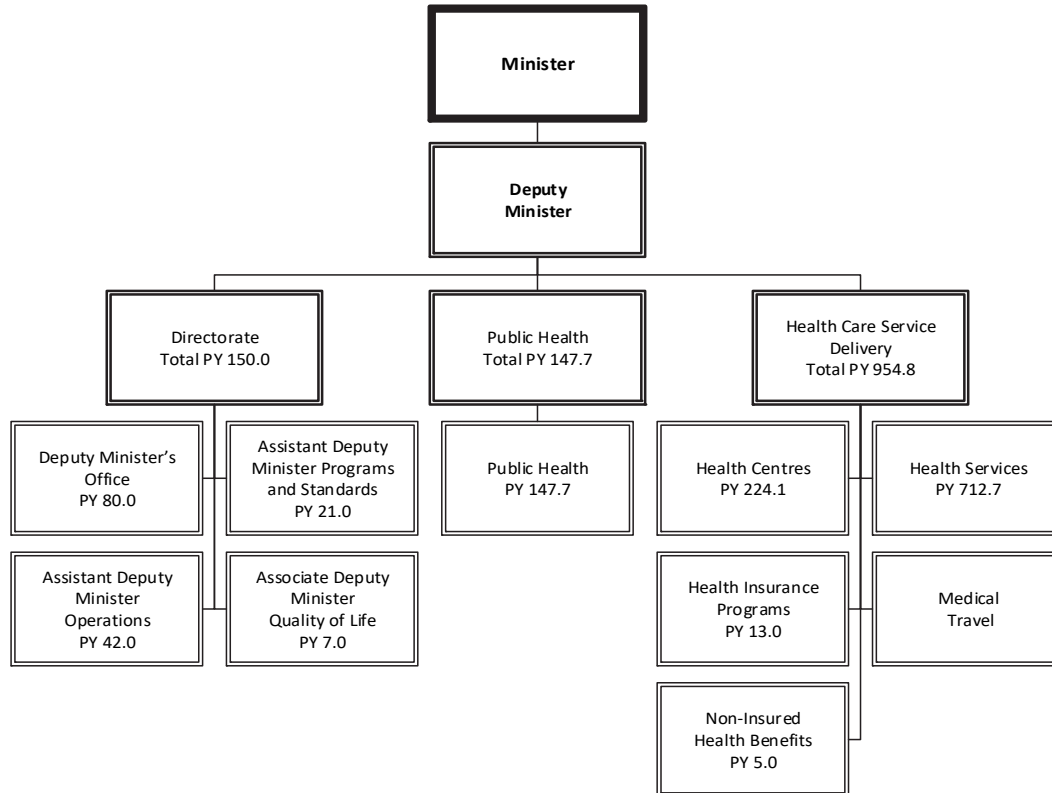 Minister
Deputy
Minister
Directorate
Total PY 150.0
Public Health
Total PY 147.7
Health Care Service
Delivery
Total PY 954.8
Deputy Minister’s
Office
PY 80.0
Assistant Deputy
Minister Programs
and Standards
PY 21.0
Public Health
PY 147.7
Health Centres
PY 224.1
Health Services
PY 712.7
Assistant Deputy
Minister
Operations
PY 42.0
Associate Deputy
Minister
Quality of Life
PY 7.0
Health Insurance
Programs
PY 13.0
Medical
Travel
Non-Insured
Health Benefits
PY 5.0